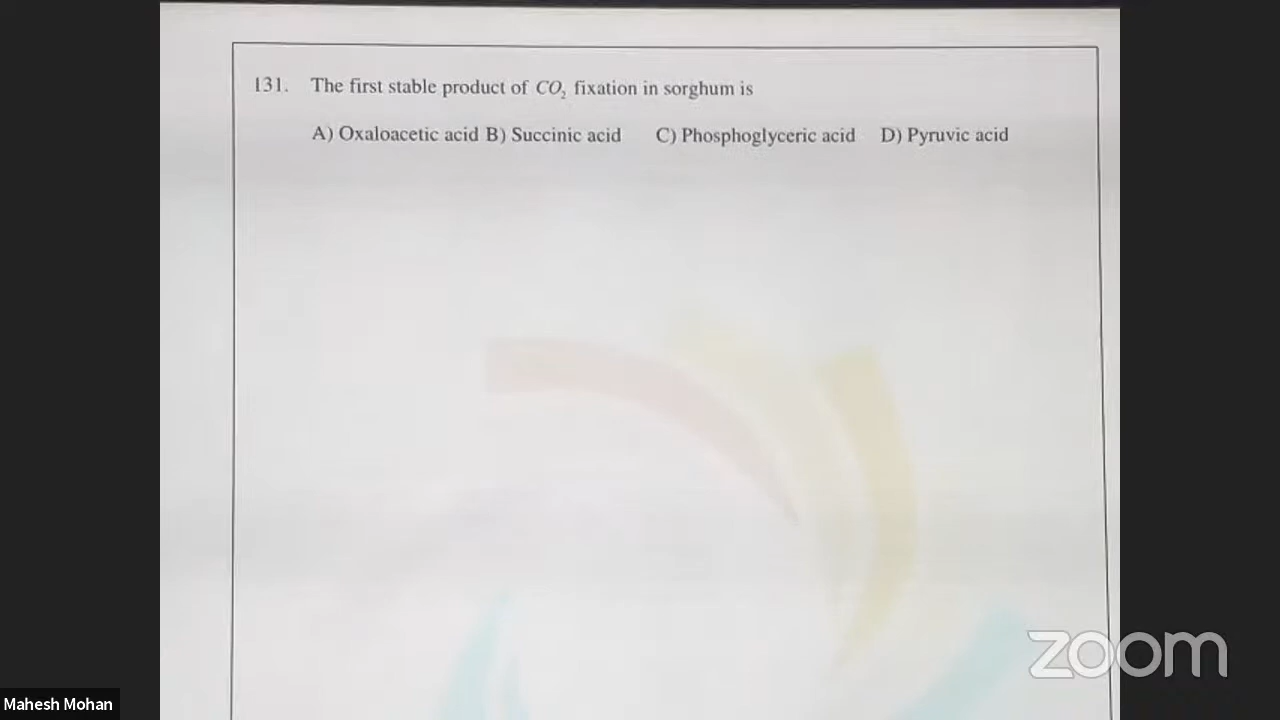 131. The first stable product of CO₂ fixation in sorghum is
A) Oxaloacetic acid B) Succinic acid C) Phosphoglyceric acid D) Pyruvic acid
zoom
Mahesh Mohan